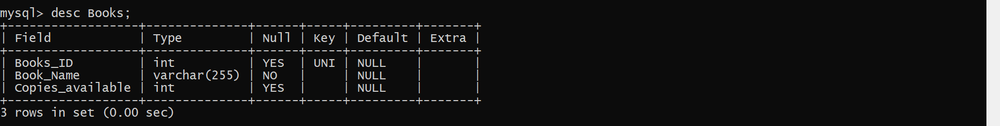 mysql> desc Books;
+------------------+--------------+------+-----+---------+-------+
| Field            | Type         | Null | Key | Default | Extra |
+------------------+--------------+------+-----+---------+-------+
| Books_ID         | int          | YES  | UNI | NULL    |       |
| Book_Name        | varchar(255) | NO   |     | NULL    |       |
| Copies_available | int          | YES  |     | NULL    |       |
+------------------+--------------+------+-----+---------+-------+
3 rows in set (0.00 sec)